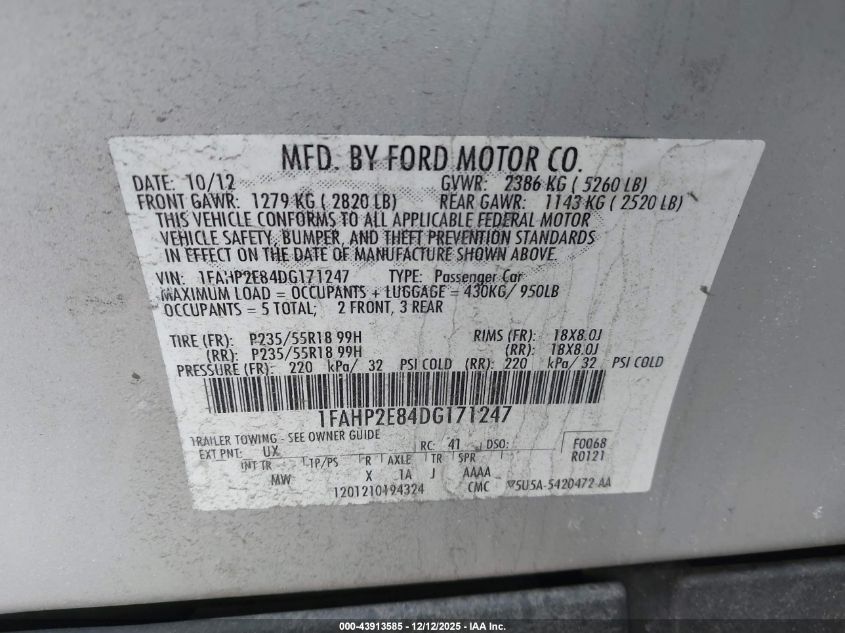 MFD. BY FORD MOTOR CO.
DATE: 10/12 GVWR: 2386 KG ( 5260 LB)
FRONT GAWR: 1279 KG ( 2820 LB) REAR GAWR: 1143 KG ( 2520 LB)
THIS VEHICLE CONFORMS TO ALL APPLICABLE FEDERAL MOTOR
VEHICLE SAFETY, BUMPER, AND THEFT PREVENTION STANDARDS
IN EFFECT ON THE DATE OF MANUFACTURE SHOWN ABOVE.
VIN: 1FAHP2E84DG171247 TYPE: Passenger Car
MAXIMUM LOAD = OCCUPANTS + LUGGAGE = 430KG/ 950LB
OCCUPANTS = 5 TOTAL; 2 FRONT, 3 REAR
TIRE (FR): P235/55R18 99H RIMS (FR): 18X8.0J
(RR): P235/55R18 99H (RR): 18X8.0J
PRESSURE (FR): 220 kPa/ 32 PSI COLD (RR): 220 kPa/ 32 PSI COLD
1FAHP2E84DG171247
TRAILER TOWING - SEE OWNER GUIDE
EXT PNT: UX RC: 41 DSO: F0068
R0121
INT TR TP/PS R AXLE TR SPR
MW X 1A J AAAA
1201210194324 CMC 5U5A-5420472-AA
000-43913585 - 12/12/2025 - IAA Inc.